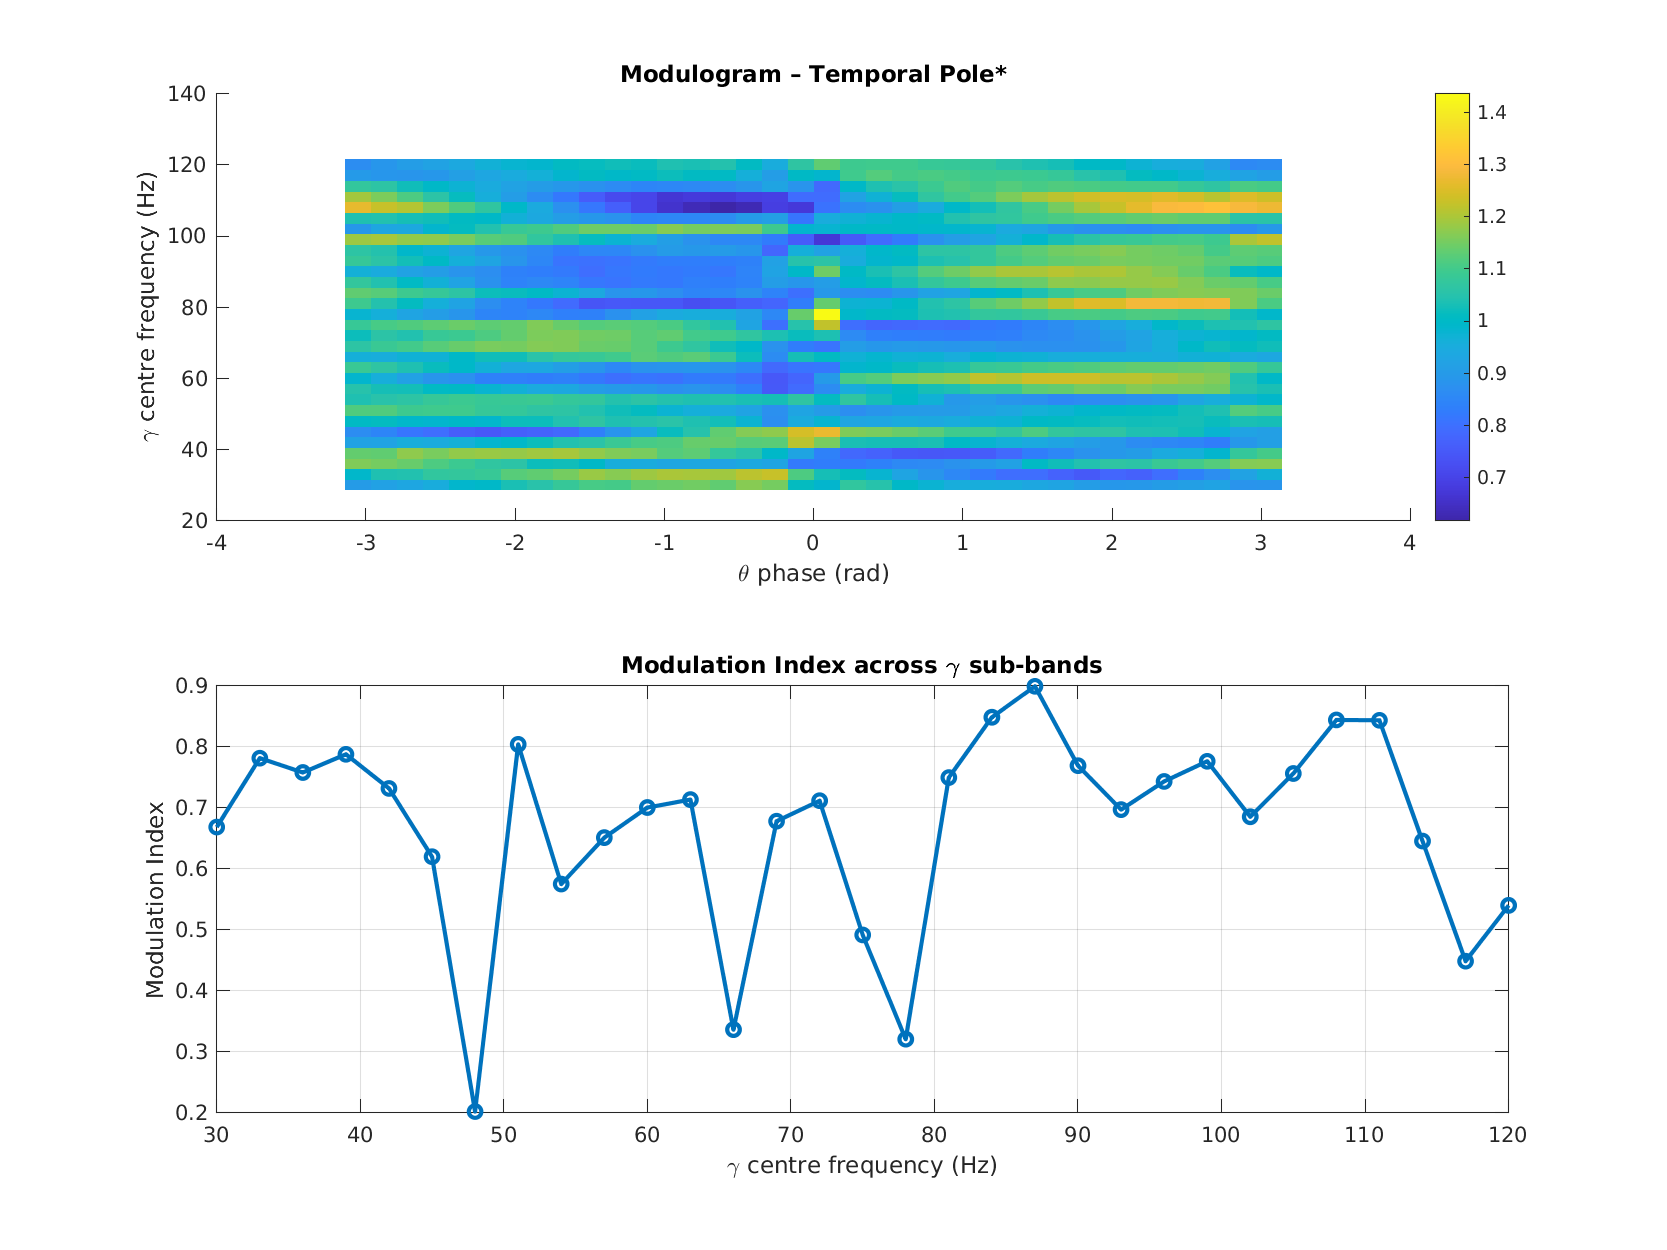 Modulogram – Temporal Pole*
γ centre frequency (Hz)
140
120
100
80
60
40
20
-4 -3 -2 -1 0 1 2 3 4
θ phase (rad)
1.4
1.3
1.2
1.1
1
0.9
0.8
0.7
Modulation Index across γ sub-bands
Modulation Index
0.9
0.8
0.7
0.6
0.5
0.4
0.3
0.2
30 40 50 60 70 80 90 100 110 120
γ centre frequency (Hz)